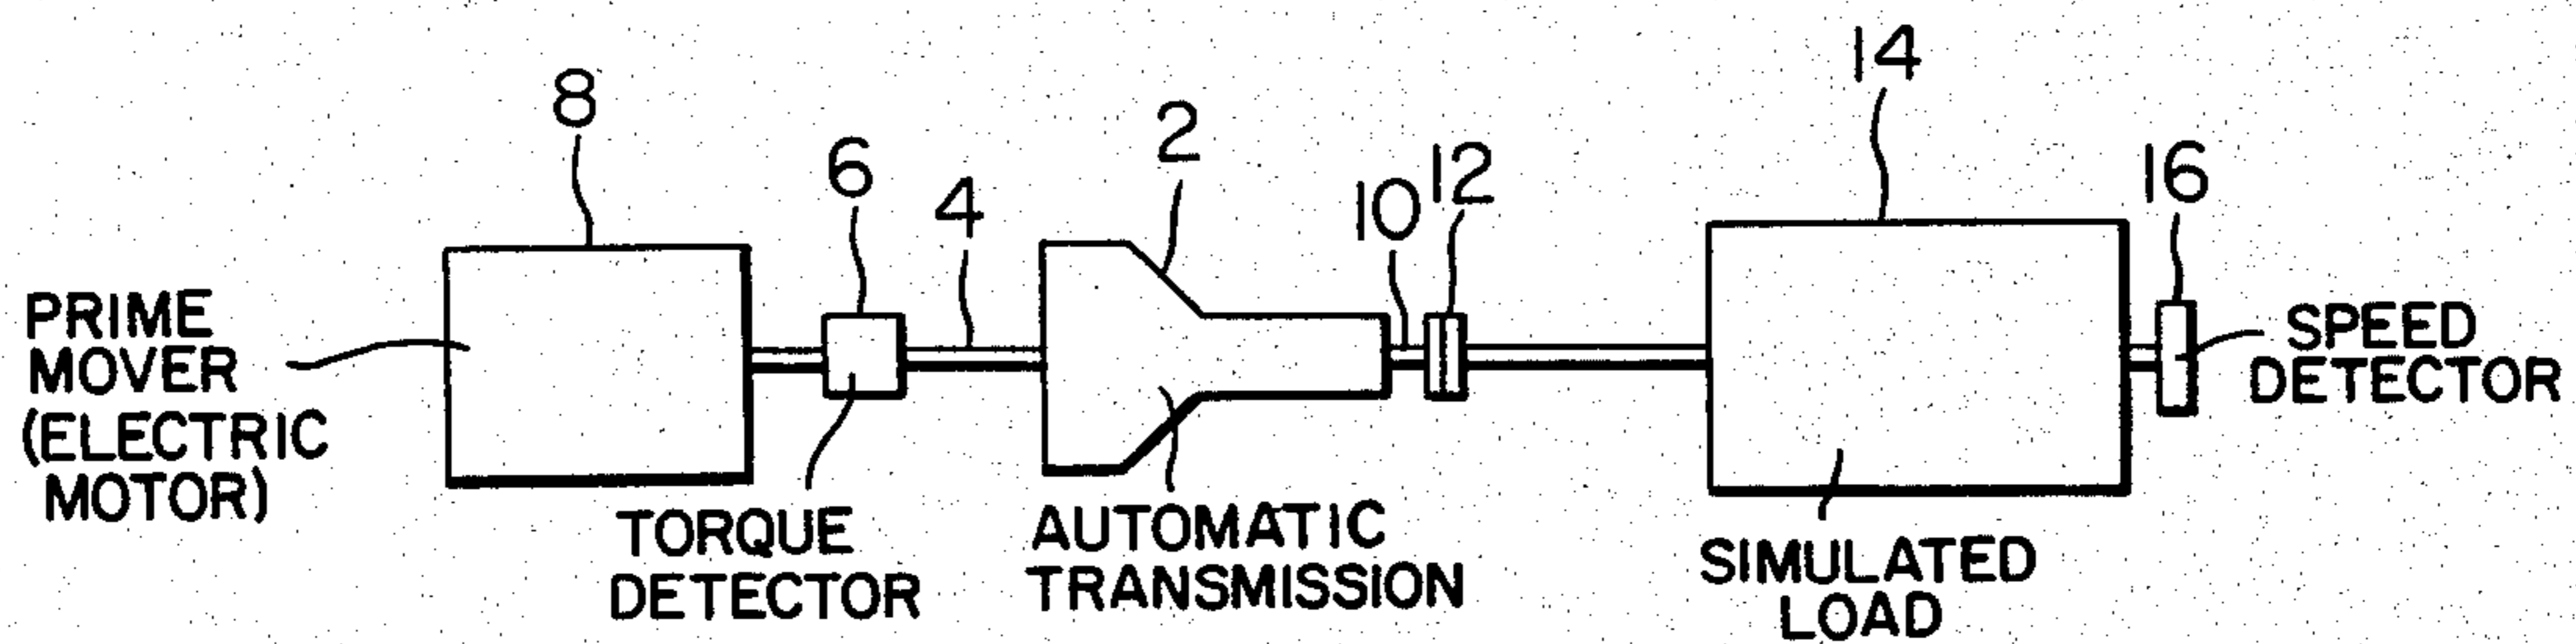 8
6
4
2
10
12
14
16
PRIME
MOVER
(ELECTRIC
MOTOR)
TORQUE
DETECTOR
AUTOMATIC
TRANSMISSION
SIMULATED
LOAD
SPEED
DETECTOR